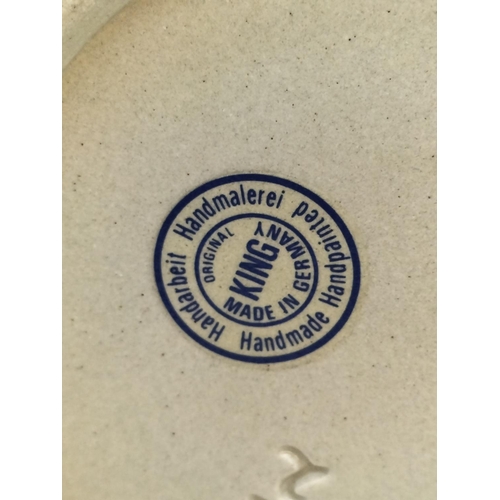 Handarbeit Handmalerei
Handmade Handpainted
ORIGINAL
KING
MADE IN GERMANY